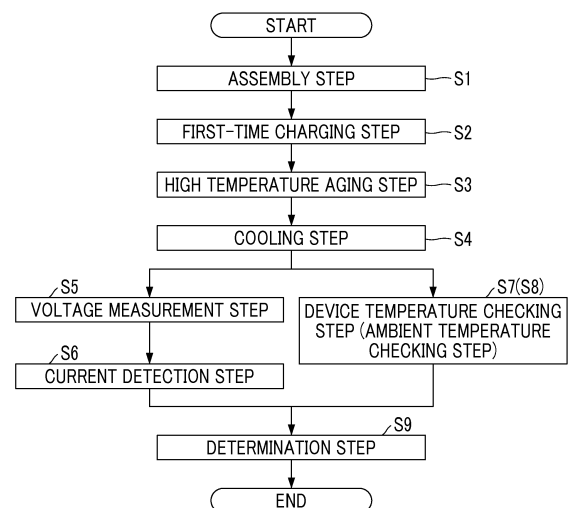 START
ASSEMBLY STEP
S1
FIRST-TIME CHARGING STEP
S2
HIGH TEMPERATURE AGING STEP
S3
COOLING STEP
S4
S5
VOLTAGE MEASUREMENT STEP
S6
CURRENT DETECTION STEP
S7(S8)
DEVICE TEMPERATURE CHECKING
STEP (AMBIENT TEMPERATURE
CHECKING STEP)
S9
DETERMINATION STEP
END